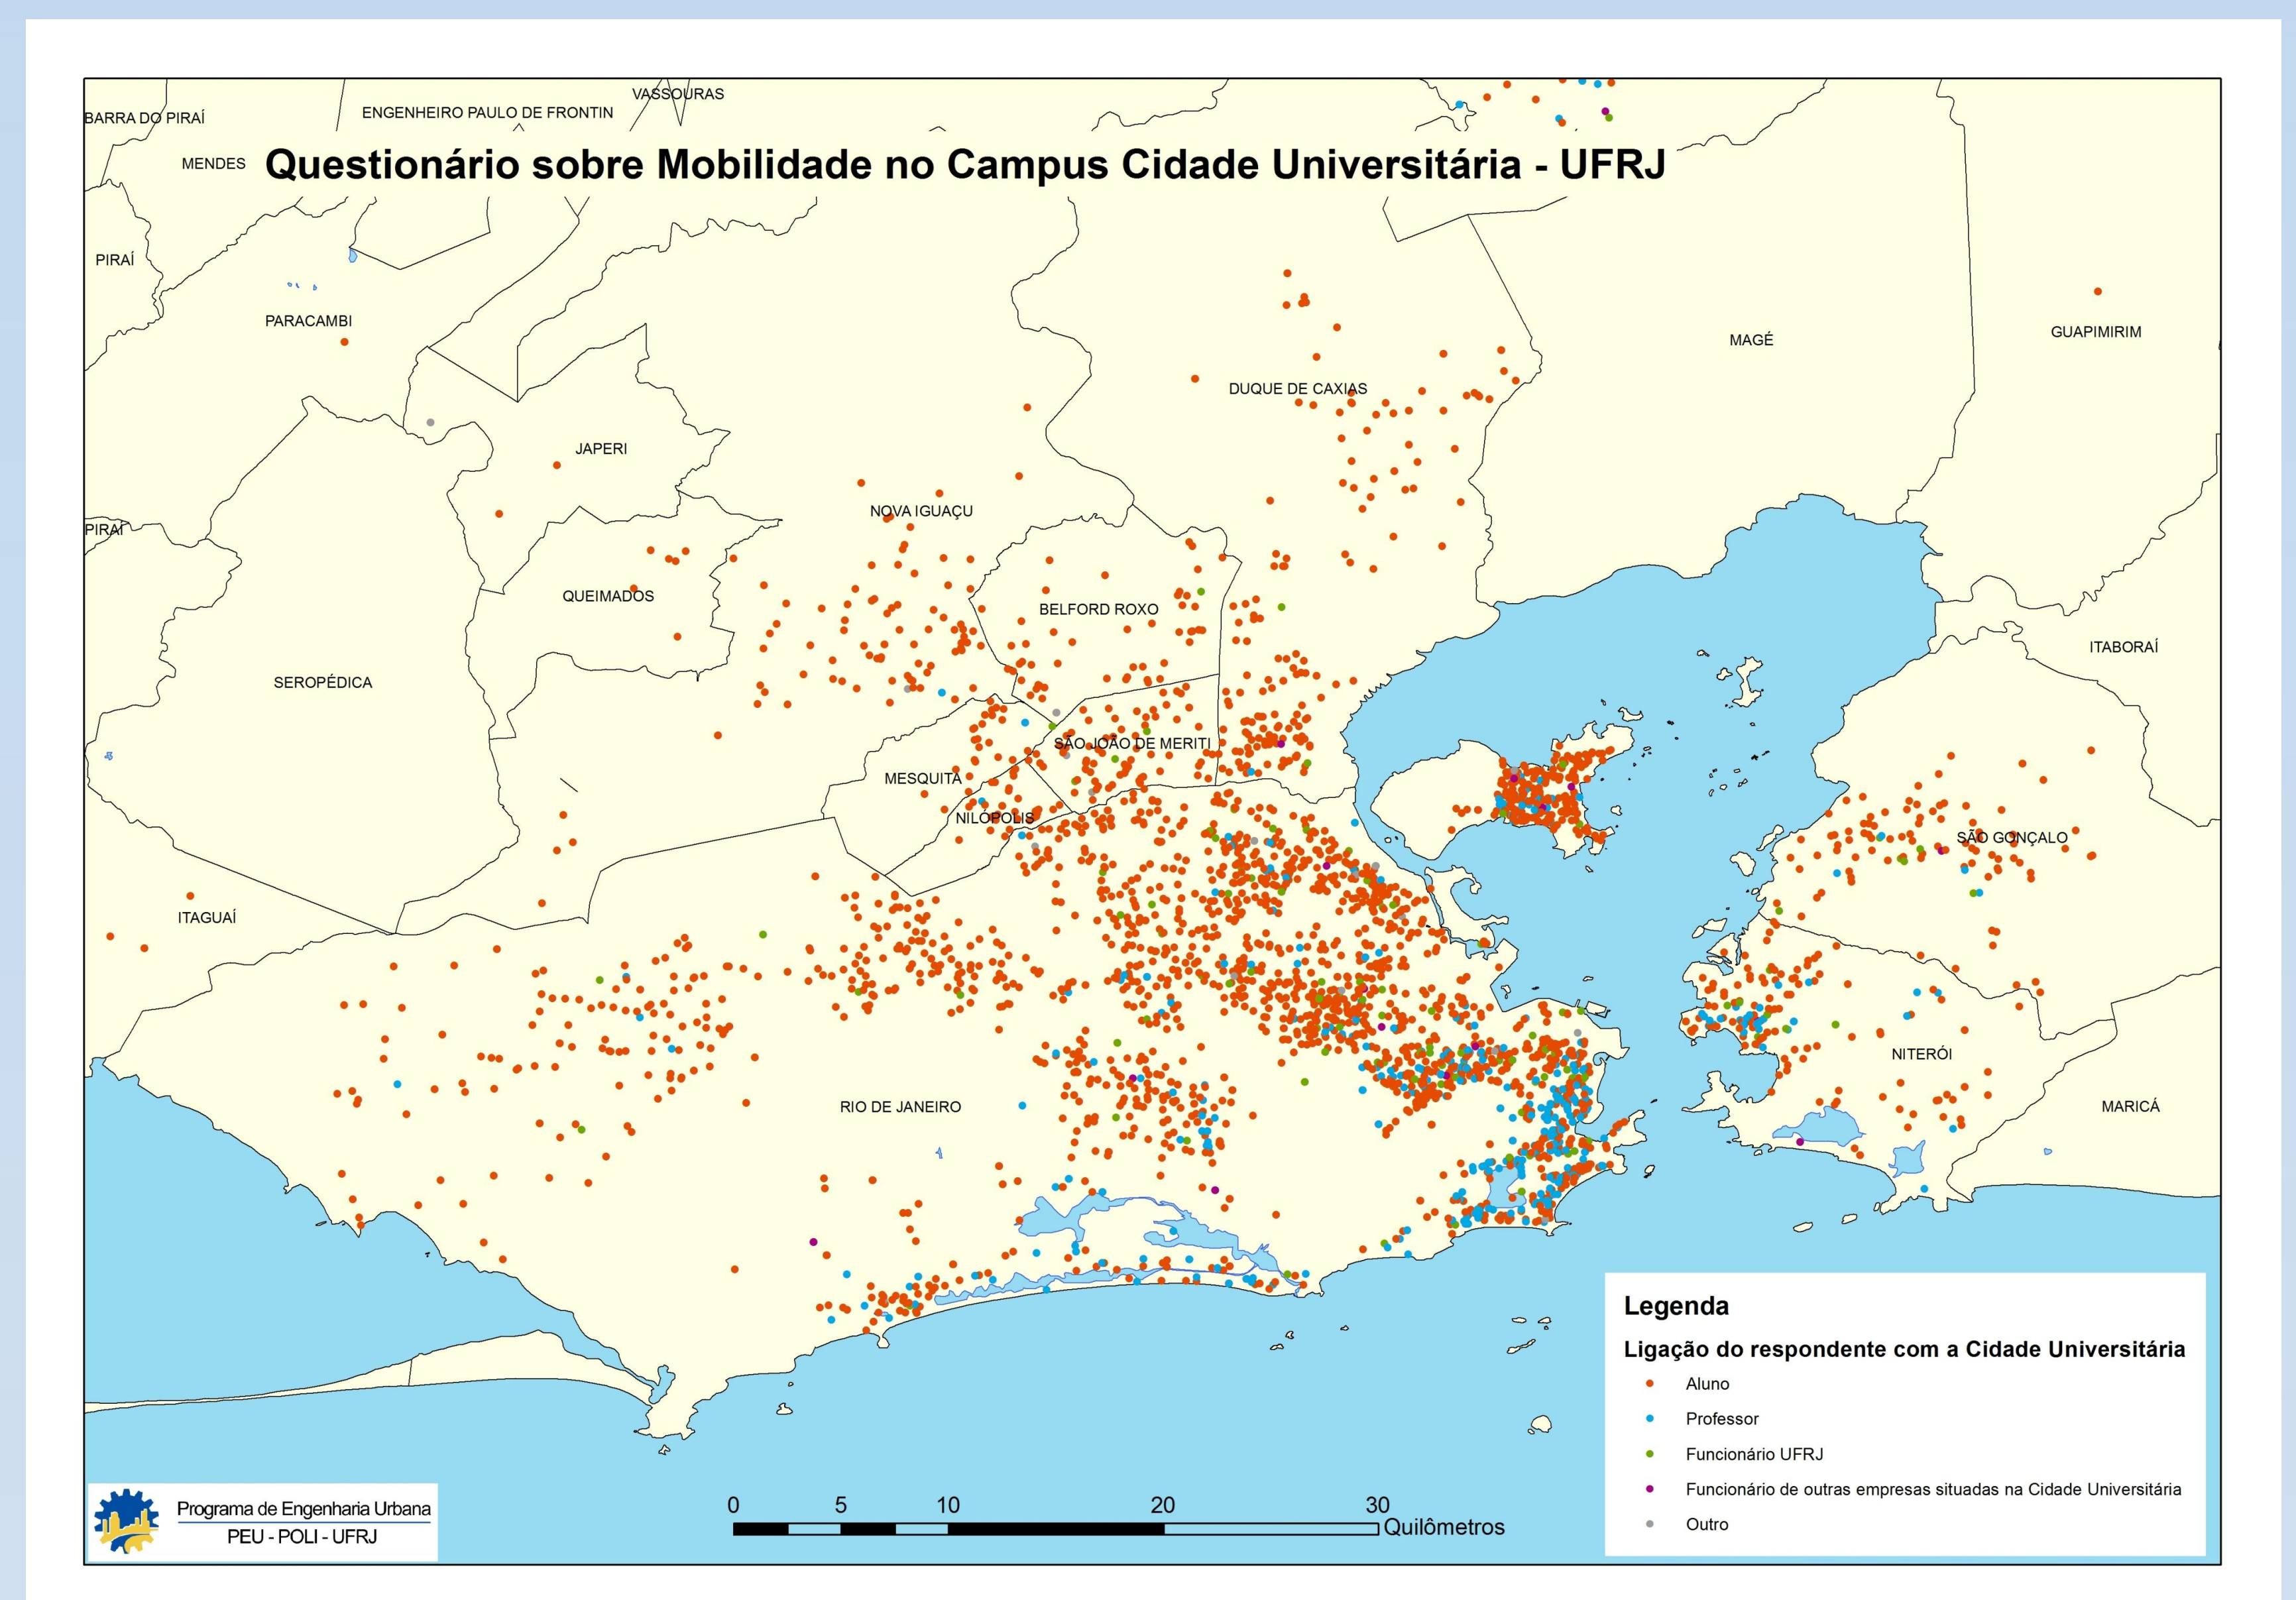 VASSOURAS
BARRA DO PIRAÍ
ENGENHEIRO PAULO DE FRONTIN
MENDES
Questionário sobre Mobilidade no Campus Cidade Universitária - UFRJ
PIRAÍ
PARACAMBI
MAGÉ
GUAPIMIRIM
DUQUE DE CAXIAS
JAPERI
NOVA IGUAÇU
PIRAÍ
QUEIMADOS
BELFORD ROXO
ITABORAÍ
SEROPÉDICA
SÃO JOÃO DE MERITI
MESQUITA
NILÓPOLIS
SÃO GONÇALO
ITAGUAÍ
NITERÓI
RIO DE JANEIRO
MARICÁ
Legenda
Ligação do respondente com a Cidade Universitária
Aluno
Professor
Funcionário UFRJ
Funcionário de outras empresas situadas na Cidade Universitária
Outro
Programa de Engenharia Urbana
PEU - POLI - UFRJ
0 5 10 20 30
Quilômetros